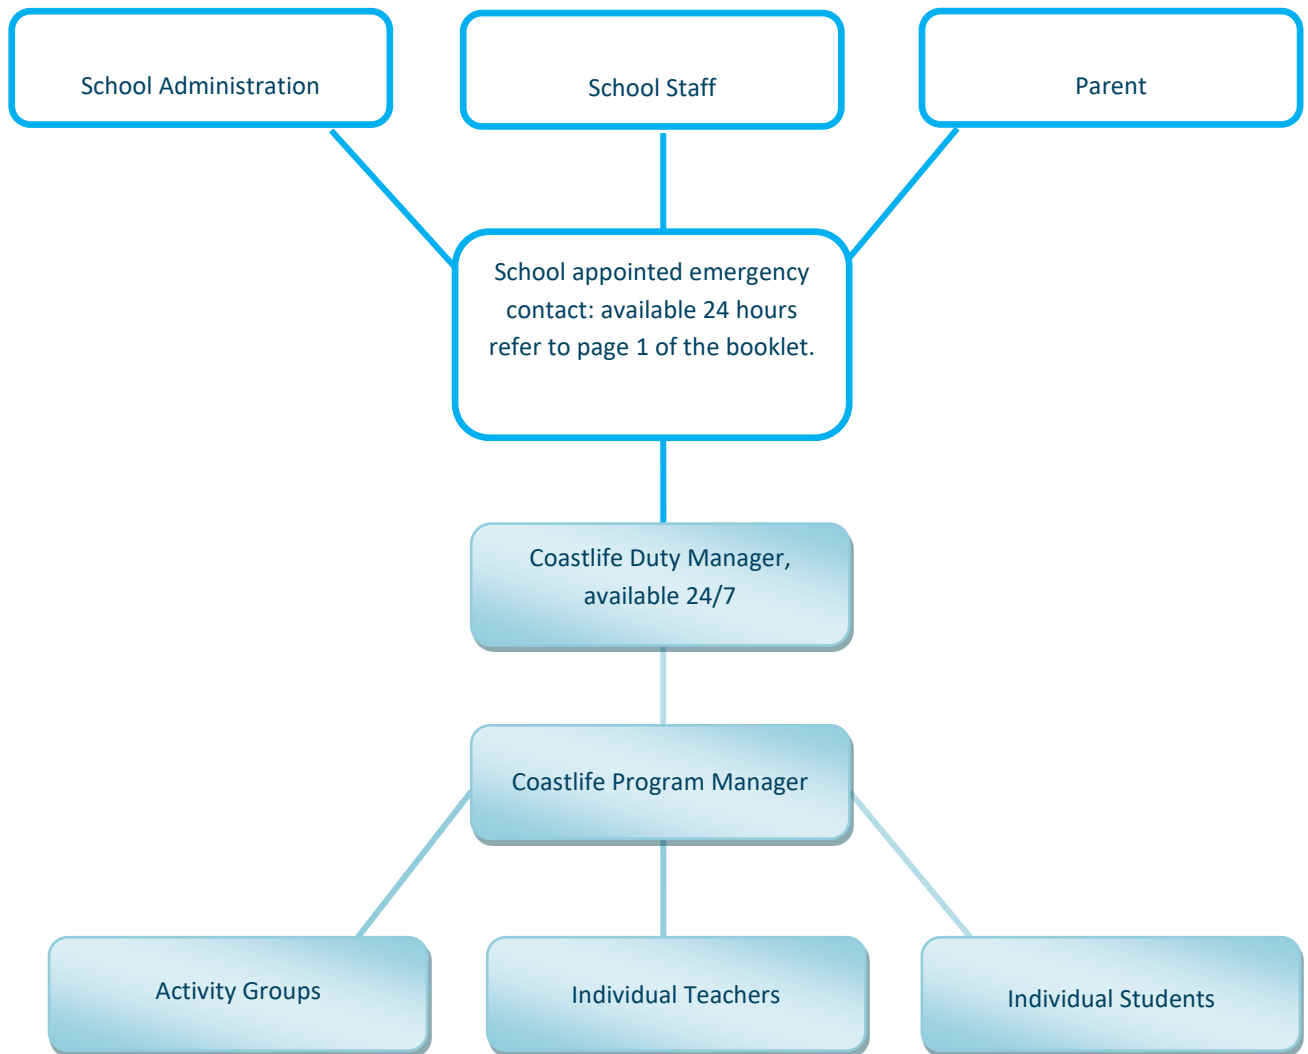 School Administration
School Staff
Parent
School appointed emergency
contact: available 24 hours
refer to page 1 of the booklet.
Coastlife Duty Manager,
available 24/7
Coastlife Program Manager
Activity Groups
Individual Teachers
Individual Students